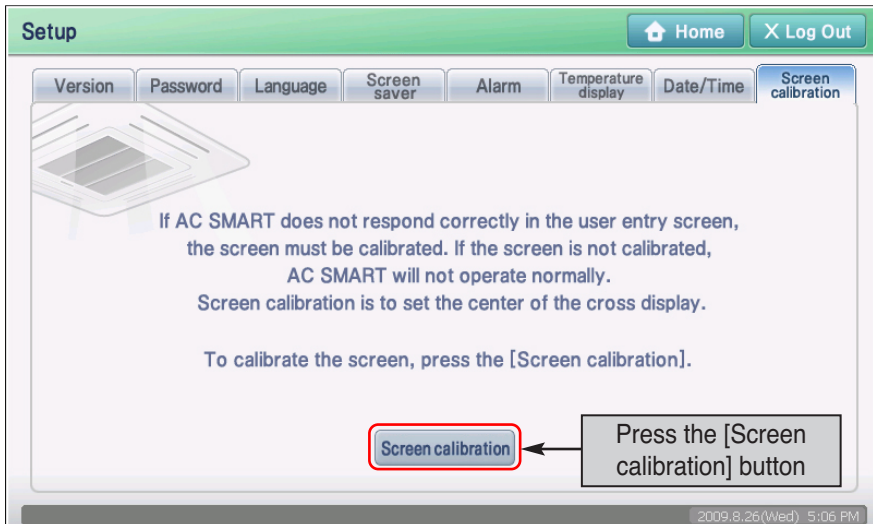 Setup
Home
X Log Out
Version
Password
Language
Screen
saver
Alarm
Temperature
display
Date/Time
Screen
calibration
If AC SMART does not respond correctly in the user entry screen,
the screen must be calibrated. If the screen is not calibrated,
AC SMART will not operate normally.
Screen calibration is to set the center of the cross display.
To calibrate the screen, press the [Screen calibration].
Screen calibration
Press the [Screen
calibration] button
2009.8.26(Wed) 5:06 PM